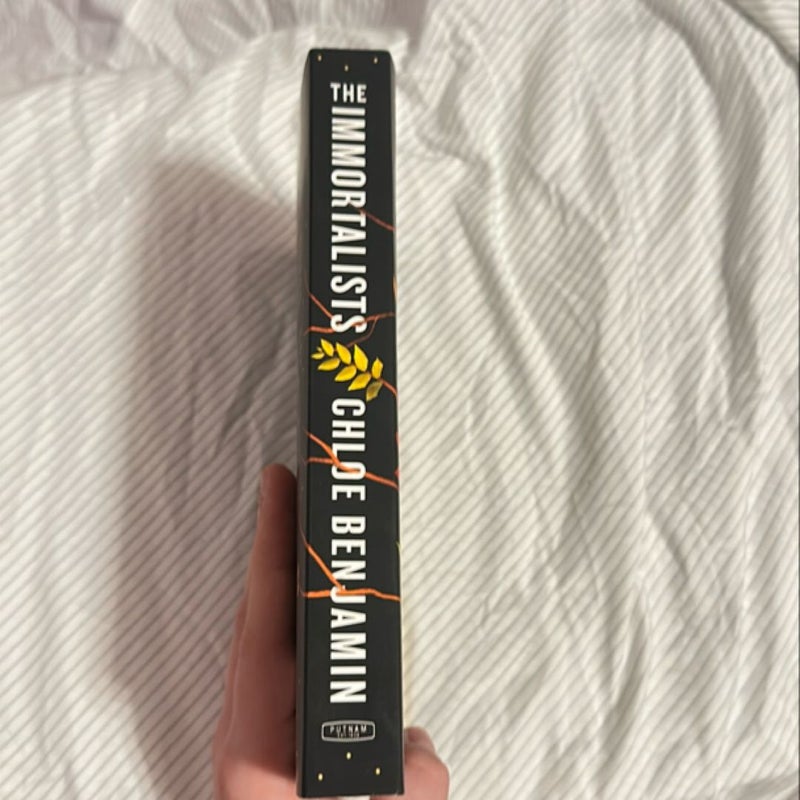 THE
IMMORTALISTS
CHLOE BENJAMIN
PUTNAM